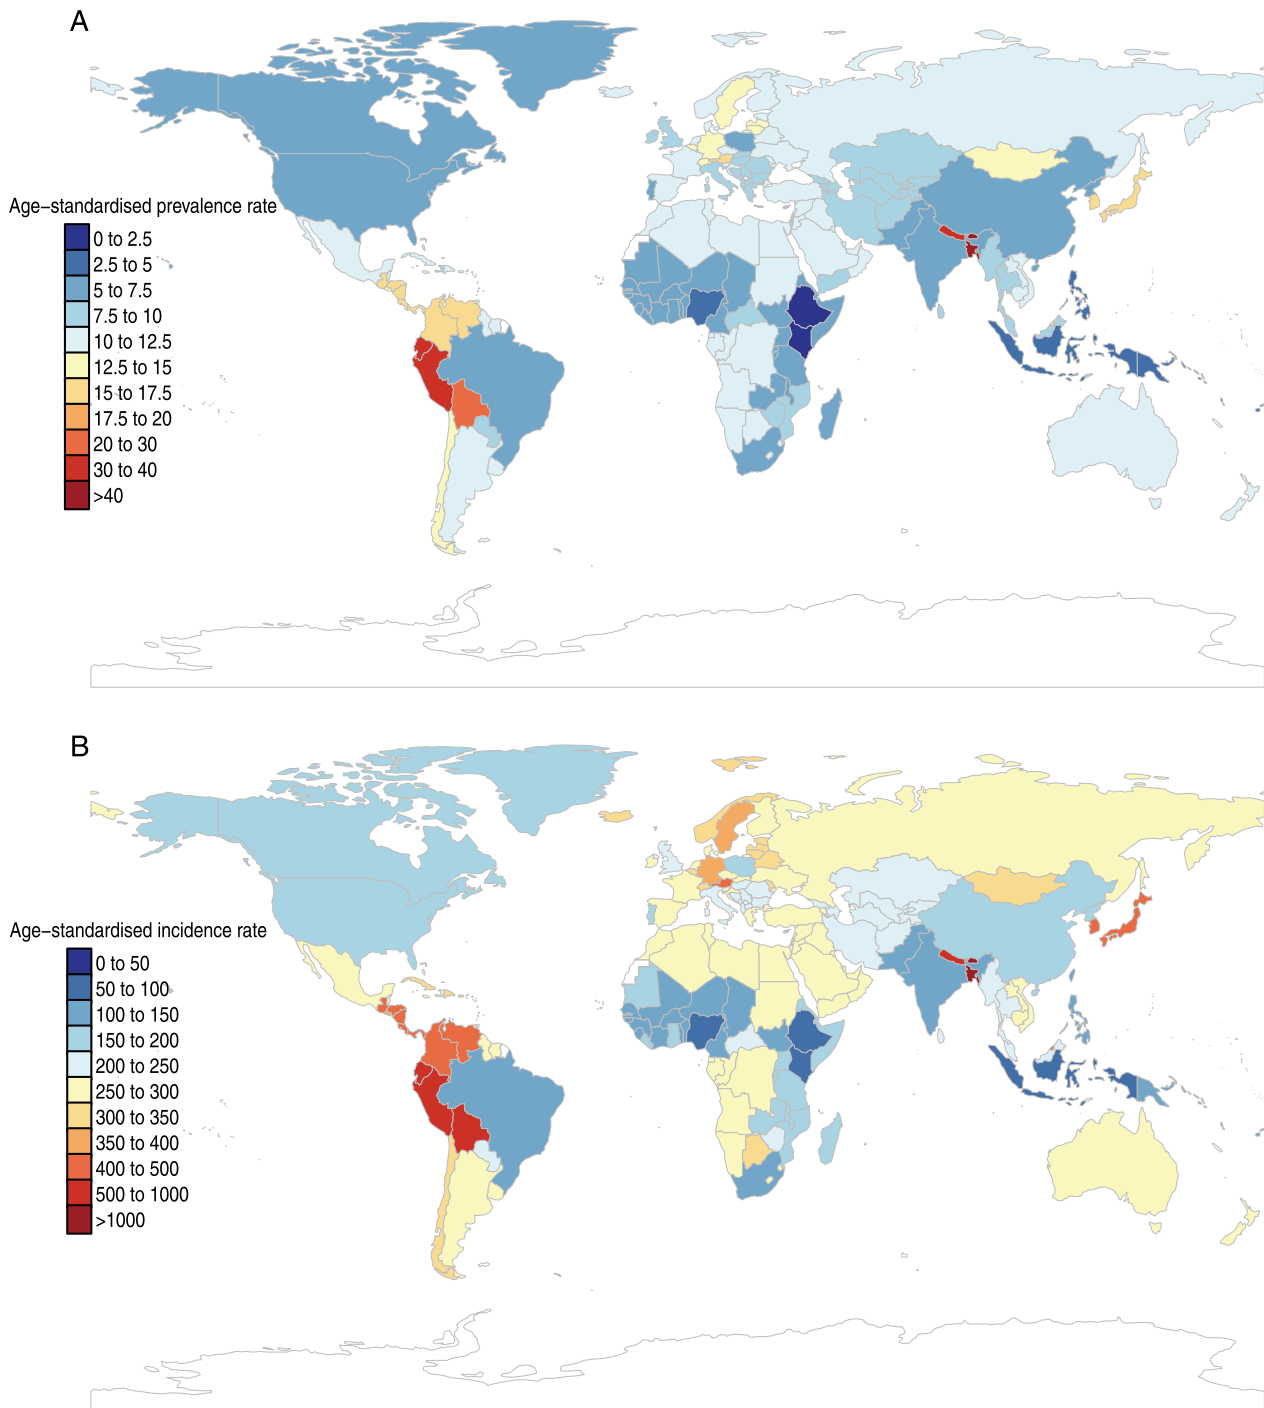 A
Age–standardised prevalence rate
0 to 2.5
2.5 to 5
5 to 7.5
7.5 to 10
10 to 12.5
12.5 to 15
15 to 17.5
17.5 to 20
20 to 30
30 to 40
>40
B
Age–standardised incidence rate
0 to 50
50 to 100
100 to 150
150 to 200
200 to 250
250 to 300
300 to 350
350 to 400
400 to 500
500 to 1000
>1000